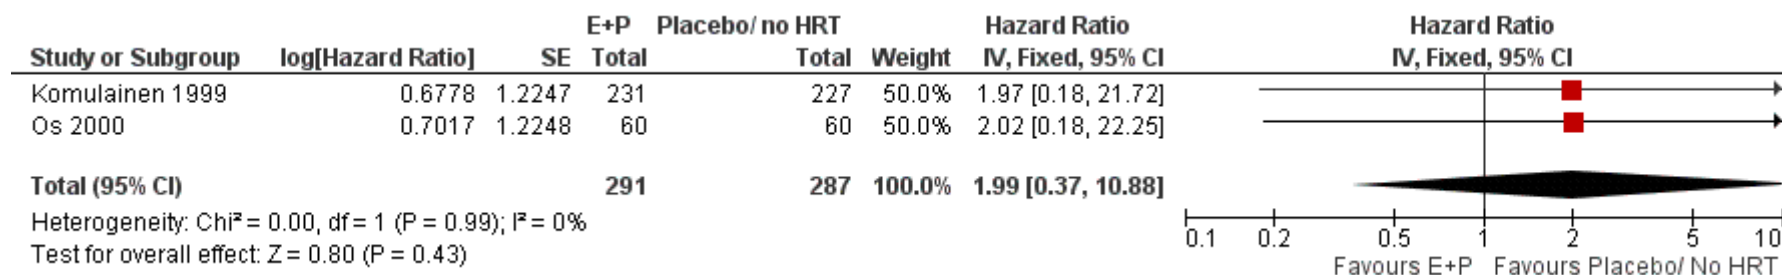 E+P Placebo/ no HRT Hazard Ratio Hazard Ratio
Study or Subgroup log[Hazard Ratio] SE Total Total Weight IV, Fixed, 95% CI IV, Fixed, 95% CI
Komulainen 1999 0.6778 1.2247 231 227 50.0% 1.97 [0.18, 21.72]
Os 2000 0.7017 1.2248 60 60 50.0% 2.02 [0.18, 22.25]
Total (95% CI) 291 287 100.0% 1.99 [0.37, 10.88]
Heterogeneity: Chi² = 0.00, df = 1 (P = 0.99); I² = 0%
Test for overall effect: Z = 0.80 (P = 0.43)
0.1 0.2 0.5 1 2 5 10
Favours E+P Favours Placebo/ No HRT